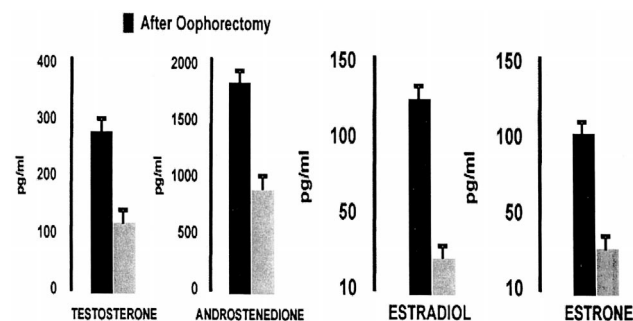 After Oophorectomy
400
300
200
100
0
pg/ml
TESTOSTERONE
2000
1500
1000
500
0
pg/ml
ANDROSTENEDIONE
150
100
50
10
pg/ml
ESTRADIOL
150
100
50
10
pg/ml
ESTRONE